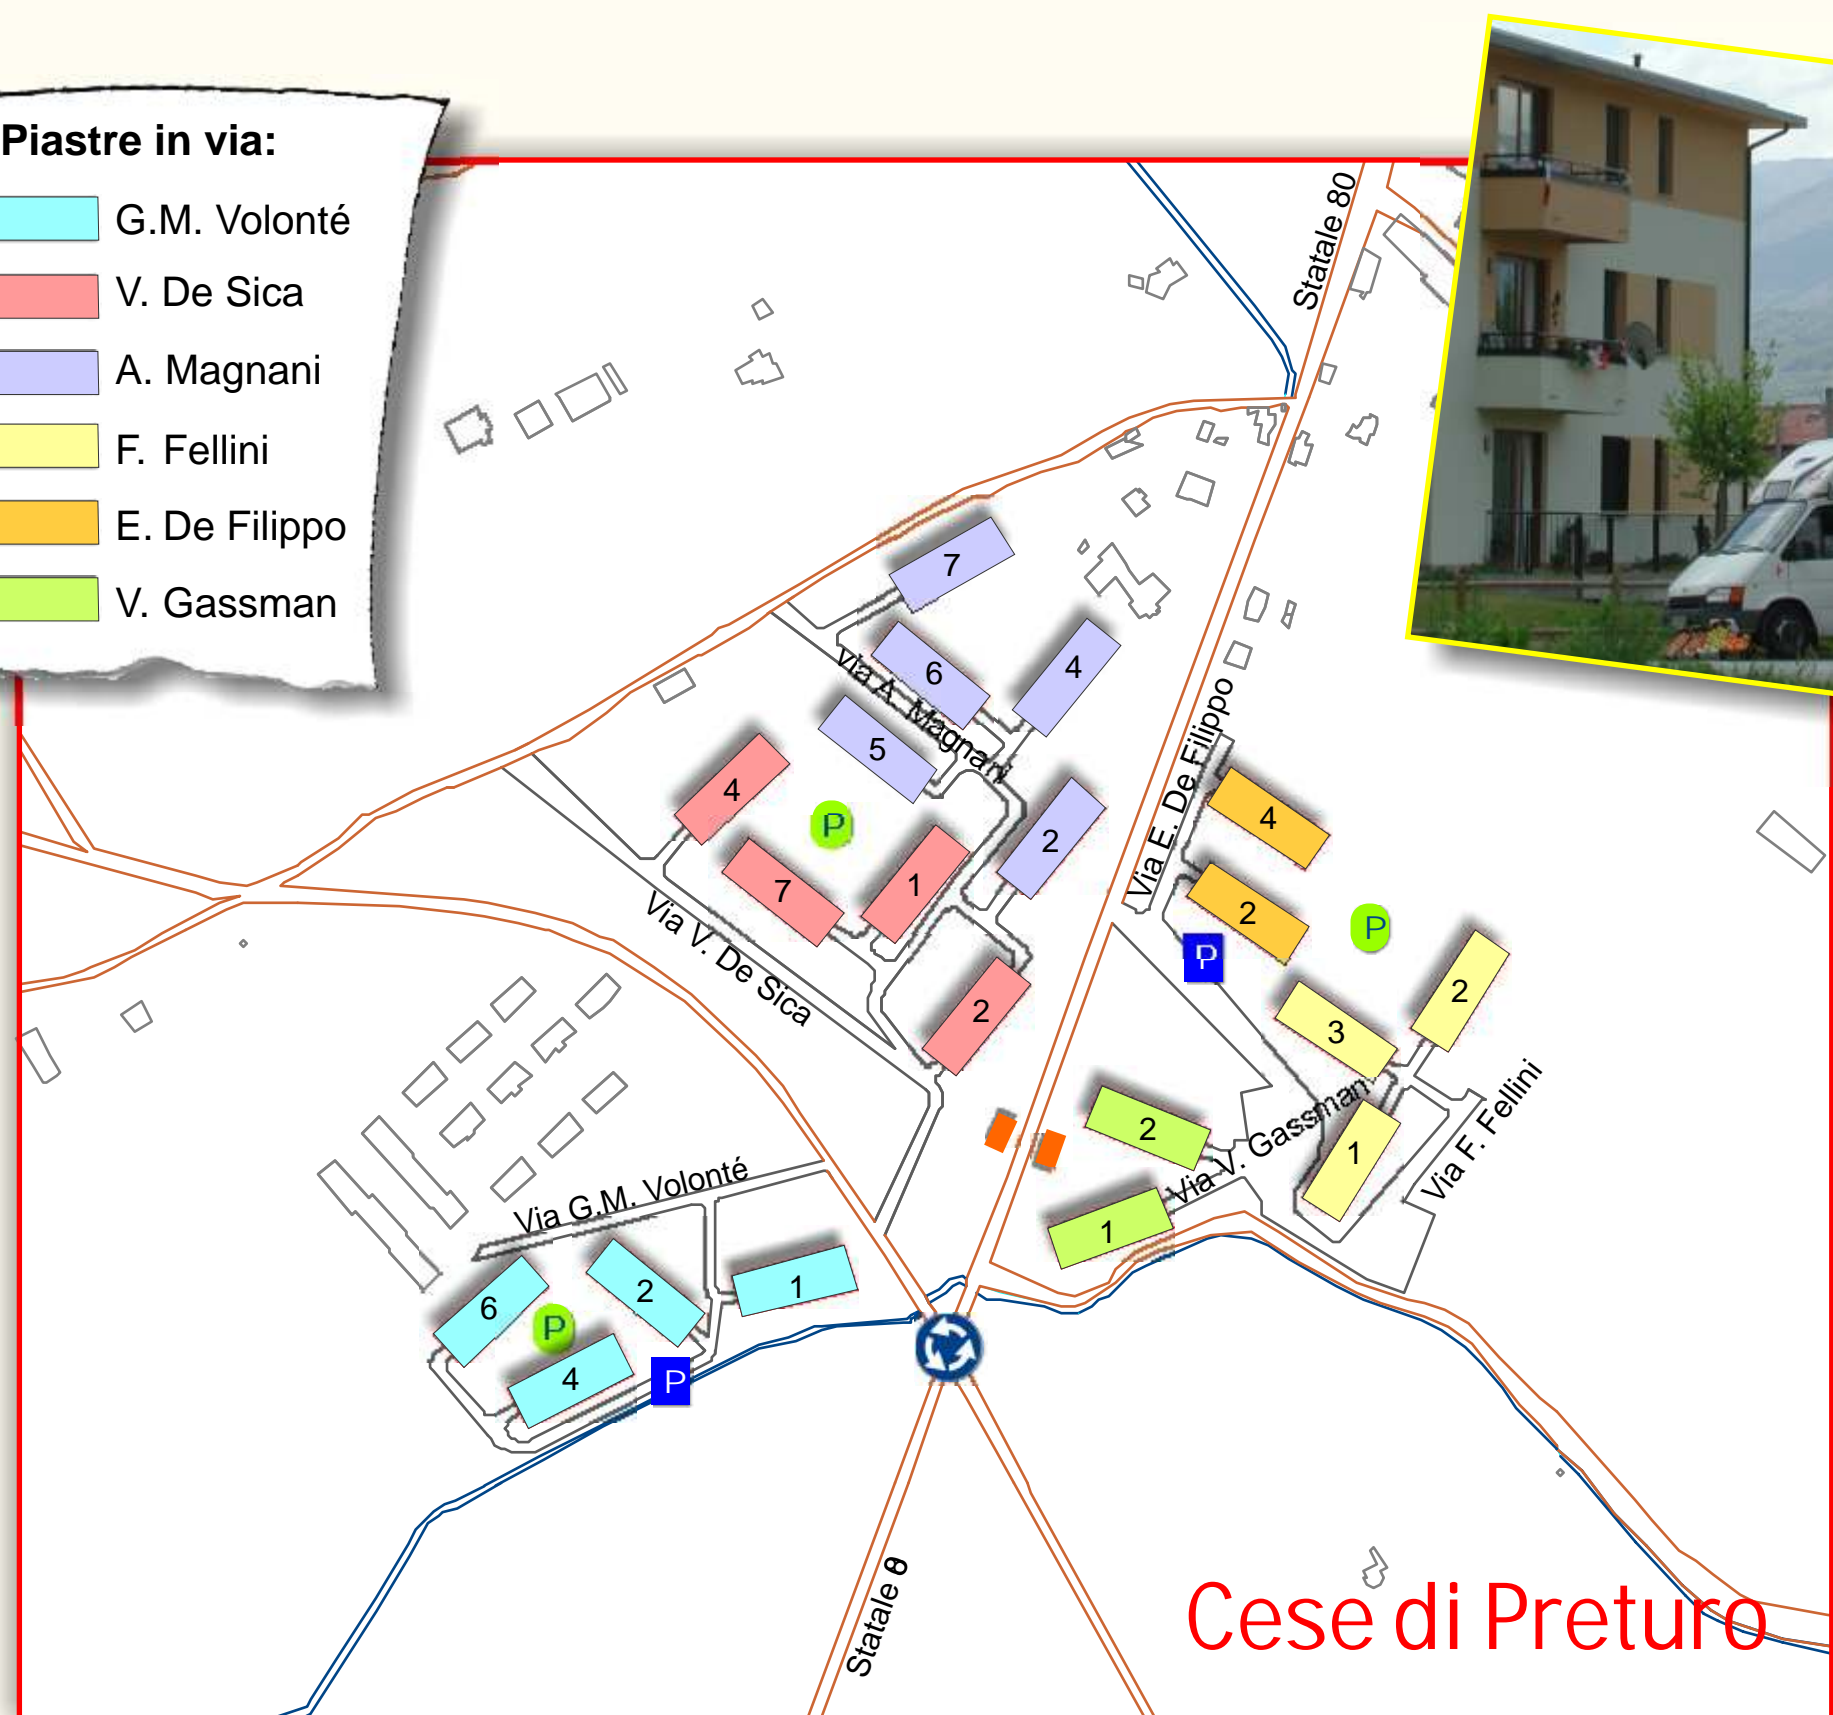 Piastre in via:
G.M. Volonté
V. De Sica
A. Magnani
F. Fellini
E. De Filippo
V. Gassman
Statale 80
7
6
4
via A. Magnani
5
4
P
2
7
1
Via V. De Sica
2
Via E. De Filippo
4
2
P
P
2
3
1
Via F. Fellini
2
Via V. Gassman
1
Via G.M. Volonté
6
2
1
P
4
P
Statale
Cese di Preturo